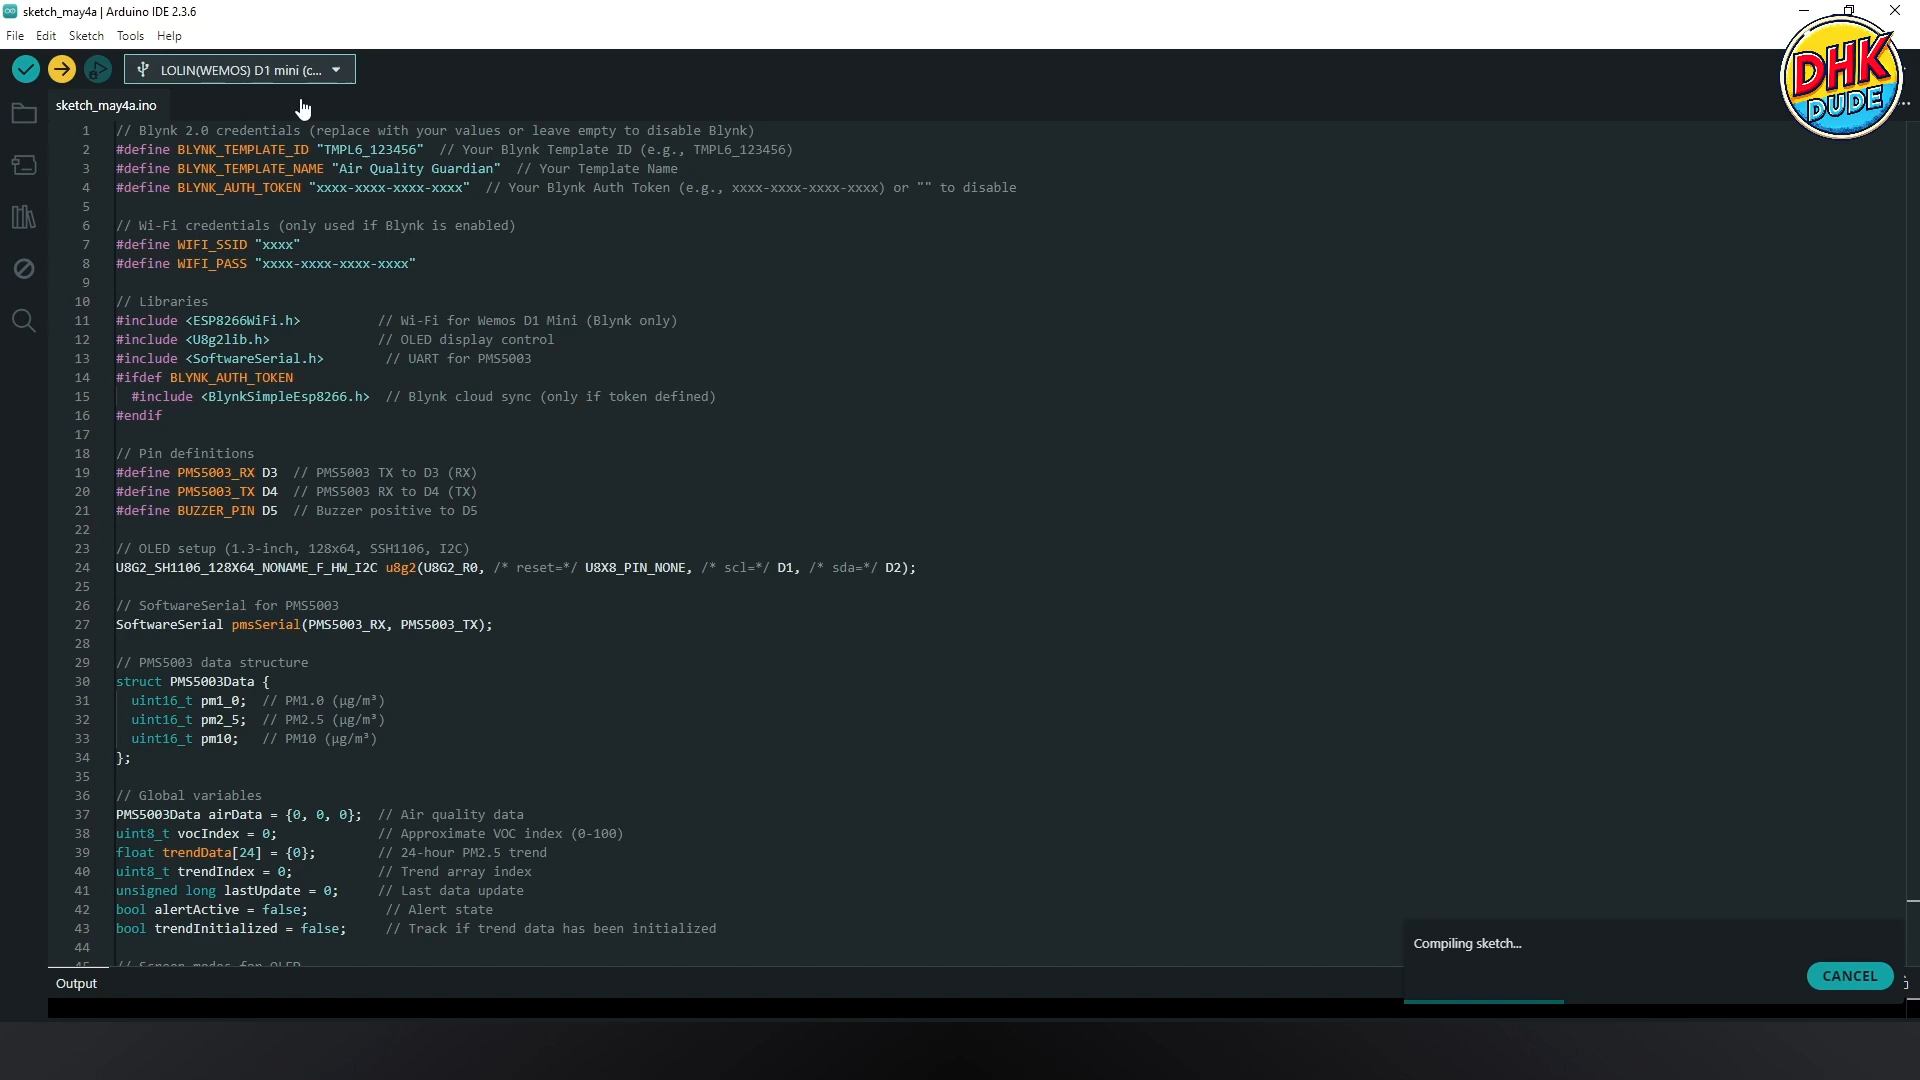 sketch_may4a | Arduino IDE 2.3.6
File Edit Sketch Tools Help
LOLIN(WEMOS) D1 mini (c...
DHK
DUDE
sketch_may4a.ino
1 // Blynk 2.0 credentials (replace with your values or leave empty to disable Blynk)
2 #define BLYNK_TEMPLATE_ID "TMPL6_123456" // Your Blynk Template ID (e.g., TMPL6_123456)
3 #define BLYNK_TEMPLATE_NAME "Air Quality Guardian" // Your Template Name
4 #define BLYNK_AUTH_TOKEN "xxxx-xxxx-xxxx-xxxx" // Your Blynk Auth Token (e.g., xxxx-xxxx-xxxx-xxxx) or "" to disable
5
6 // Wi-Fi credentials (only used if Blynk is enabled)
7 #define WIFI_SSID "xxxx"
8 #define WIFI_PASS "xxxx-xxxx-xxxx-xxxx"
9
10 // Libraries
11 #include <ESP8266WiFi.h> // Wi-Fi for Wemos D1 Mini (Blynk only)
12 #include <U8g2lib.h> // OLED display control
13 #include <SoftwareSerial.h> // UART for PMS5003
14 #ifdef BLYNK_AUTH_TOKEN
15 #include <BlynkSimpleEsp8266.h> // Blynk cloud sync (only if token defined)
16 #endif
17
18 // Pin definitions
19 #define PMS5003_RX D3 // PMS5003 TX to D3 (RX)
20 #define PMS5003_TX D4 // PMS5003 RX to D4 (TX)
21 #define BUZZER_PIN D5 // Buzzer positive to D5
22
23 // OLED setup (1.3-inch, 128x64, SSH1106, I2C)
24 U8G2_SH1106_128X64_NONAME_F_HW_I2C u8g2(U8G2_R0, /* reset=*/ U8X8_PIN_NONE, /* scl=*/ D1, /* sda=*/ D2);
25
26 // SoftwareSerial for PMS5003
27 SoftwareSerial pmsSerial(PMS5003_RX, PMS5003_TX);
28
29 // PMS5003 data structure
30 struct PMS5003Data {
31 uint16_t pm1_0; // PM1.0 (µg/m³)
32 uint16_t pm2_5; // PM2.5 (µg/m³)
33 uint16_t pm10; // PM10 (µg/m³)
34 };
35
36 // Global variables
37 PMS5003Data airData = {0, 0, 0}; // Air quality data
38 uint8_t vocIndex = 0; // Approximate VOC index (0-100)
39 float trendData[24] = {0}; // 24-hour PM2.5 trend
40 uint8_t trendIndex = 0; // Trend array index
41 unsigned long lastUpdate = 0; // Last data update
42 bool alertActive = false; // Alert state
43 bool trendInitialized = false; // Track if trend data has been initialized
44
45 // Screen modes for OLED
Compiling sketch...
CANCEL
Output